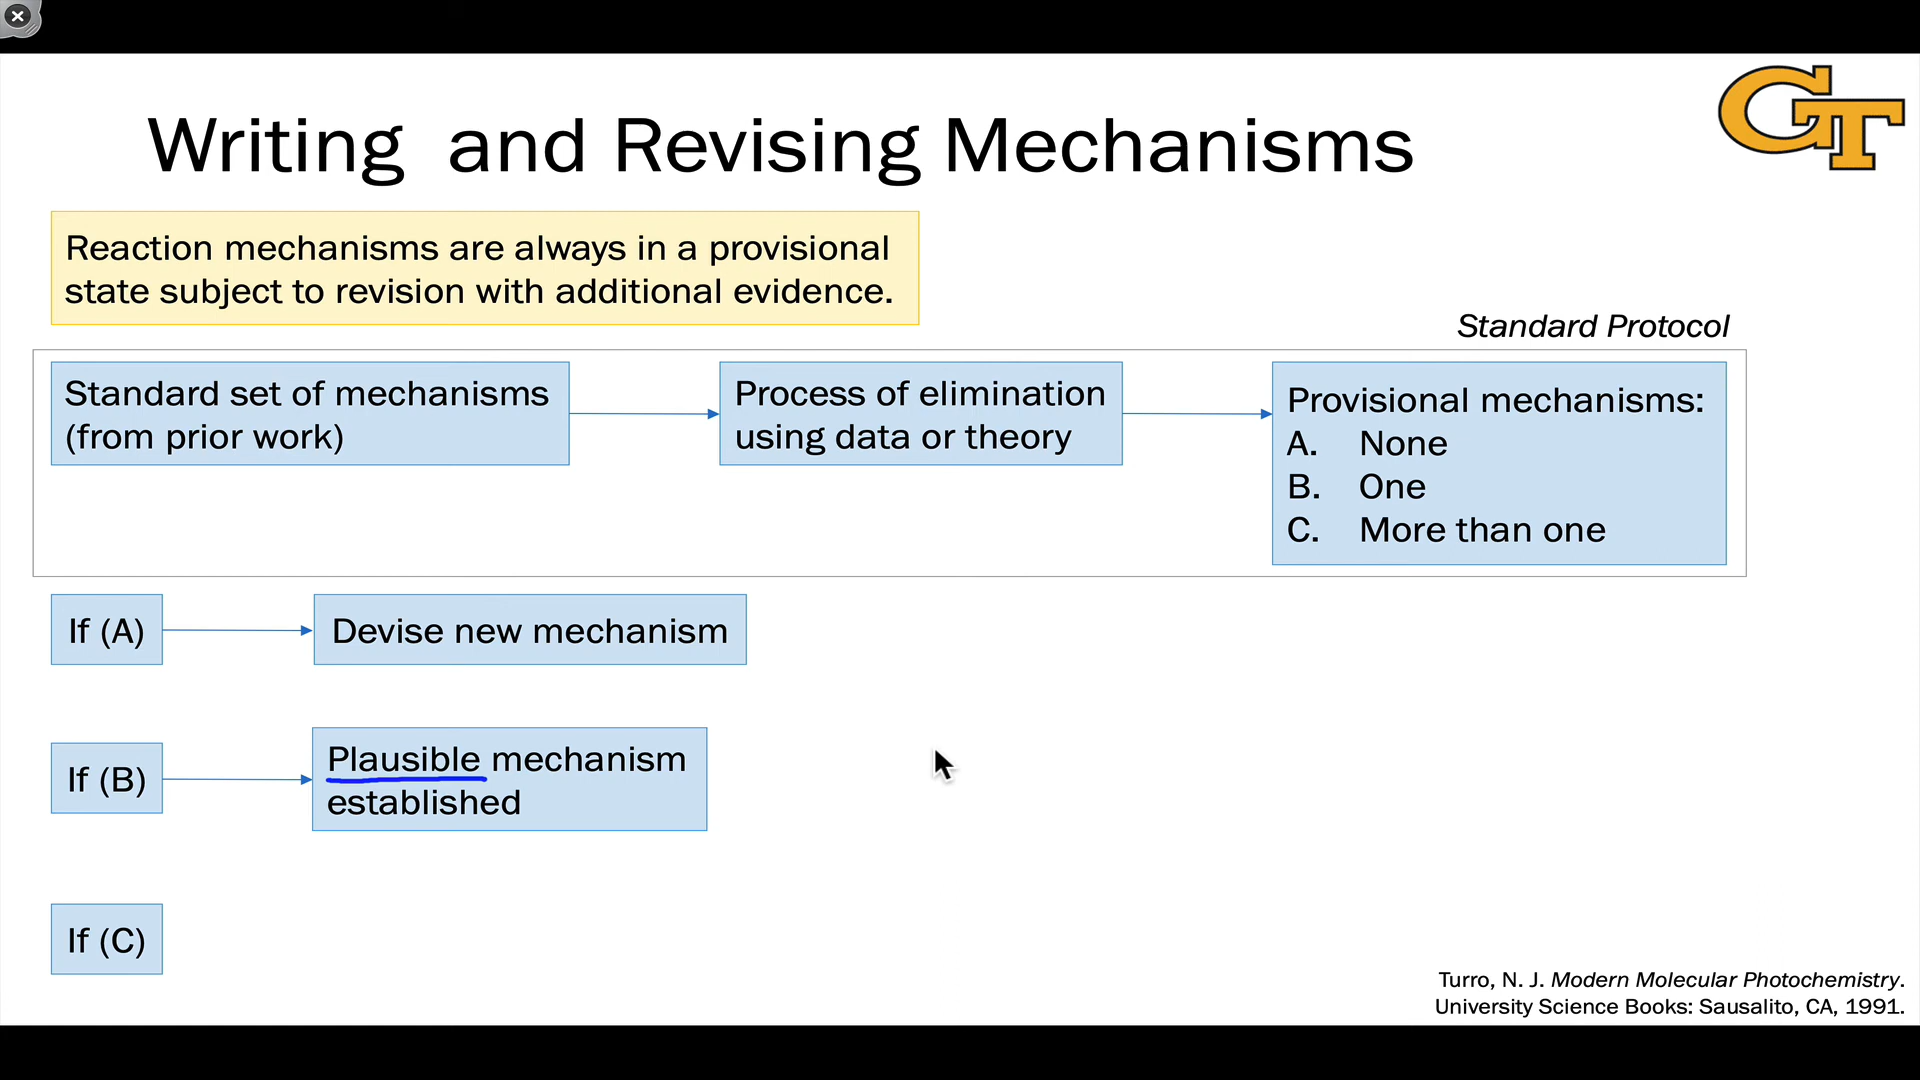 GT
Writing and Revising Mechanisms
Reaction mechanisms are always in a provisional
state subject to revision with additional evidence.
Standard Protocol
Standard set of mechanisms
(from prior work)
Process of elimination
using data or theory
Provisional mechanisms:
A. None
B. One
C. More than one
If (A)
Devise new mechanism
If (B)
Plausible mechanism
established
If (C)
Turro, N. J. Modern Molecular Photochemistry.
University Science Books: Sausalito, CA, 1991.